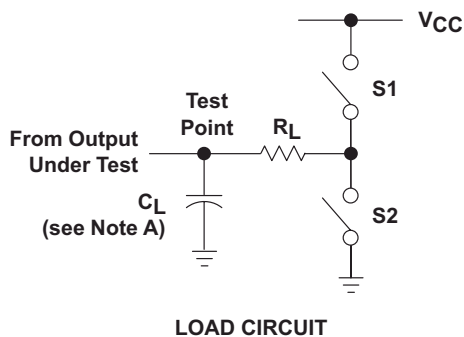 VCC
S1
Test
Point
RL
From Output
Under Test
CL
(see Note A)
S2
LOAD CIRCUIT